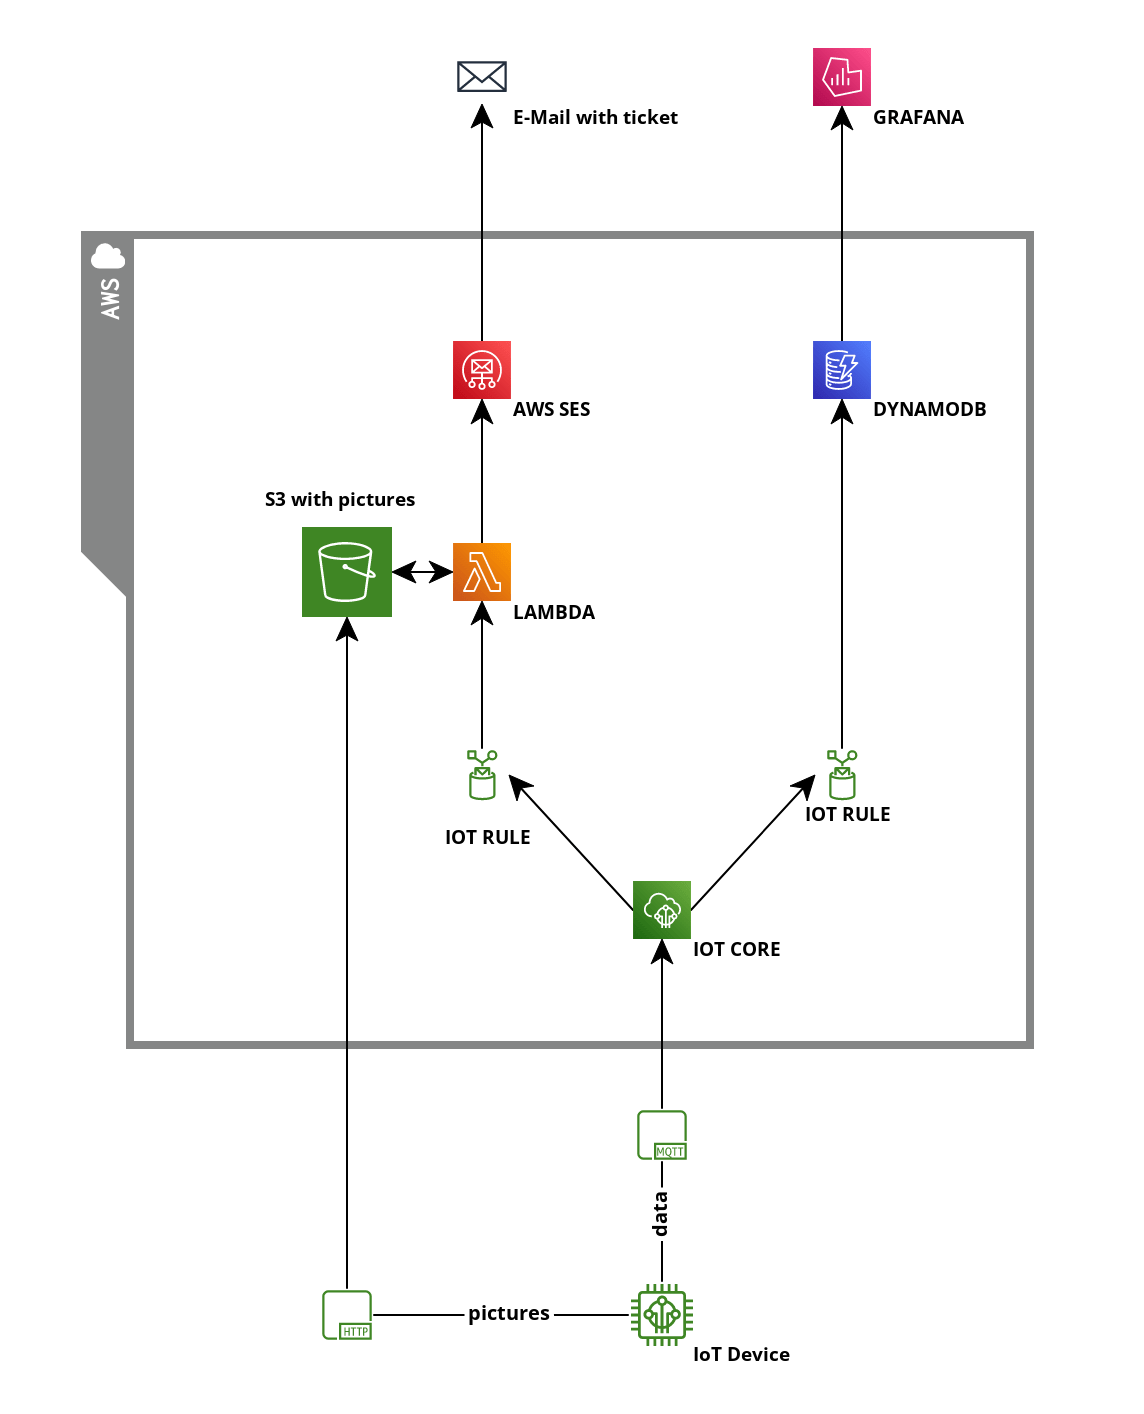 E-Mail with ticket
GRAFANA
AWS
AWS SES
DYNAMODB
S3 with pictures
LAMBDA
IOT RULE
IOT RULE
IOT CORE
MQTT
data
HTTP
pictures
IoT Device